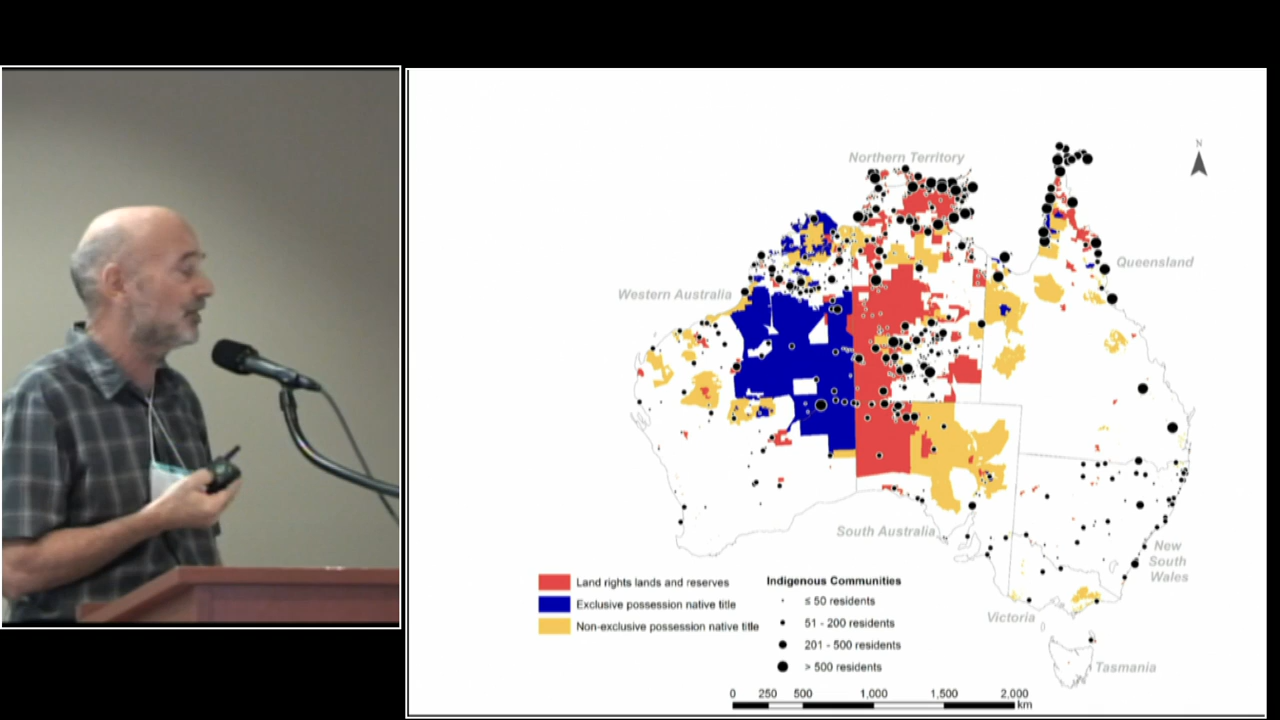 N
Northern Territory
Queensland
Western Australia
South Australia
New
South
Wales
Victoria
Tasmania
Land rights lands and reserves
Exclusive possession native title
Non-exclusive possession native title
Indigenous Communities
≤ 50 residents
51 - 200 residents
201 - 500 residents
> 500 residents
0 250 500 1,000 1,500 2,000
km